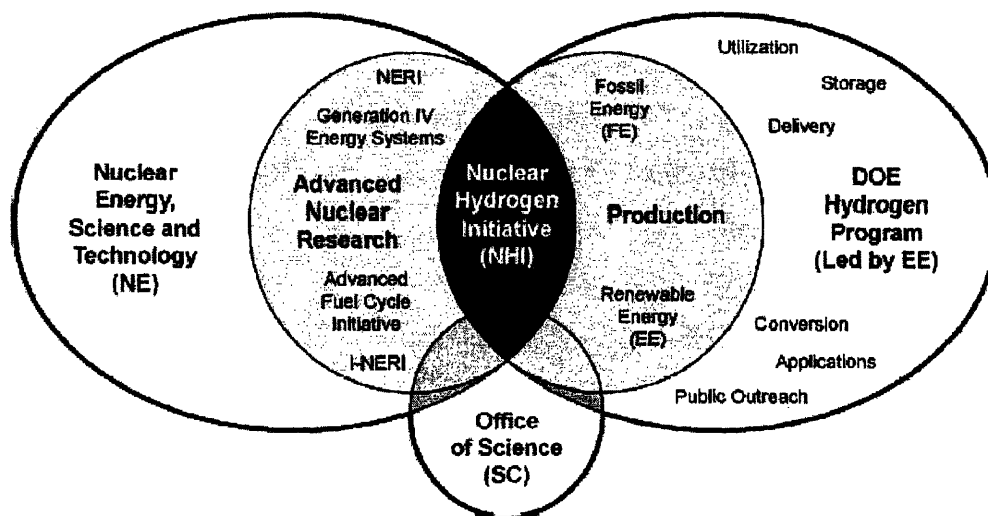 Nuclear
Energy,
Science and
Technology
(NE)
NERI
Generation IV
Energy Systems
Advanced
Nuclear
Research
Advanced
Fuel Cycle
Initiative
I-NERI
Nuclear
Hydrogen
Initiative
(NHI)
Fossil
Energy
(FE)
Production
Renewable
Energy
(EE)
Utilization
Storage
Delivery
DOE
Hydrogen
Program
(Led by EE)
Conversion
Applications
Public Outreach
Office
of Science
(SC)